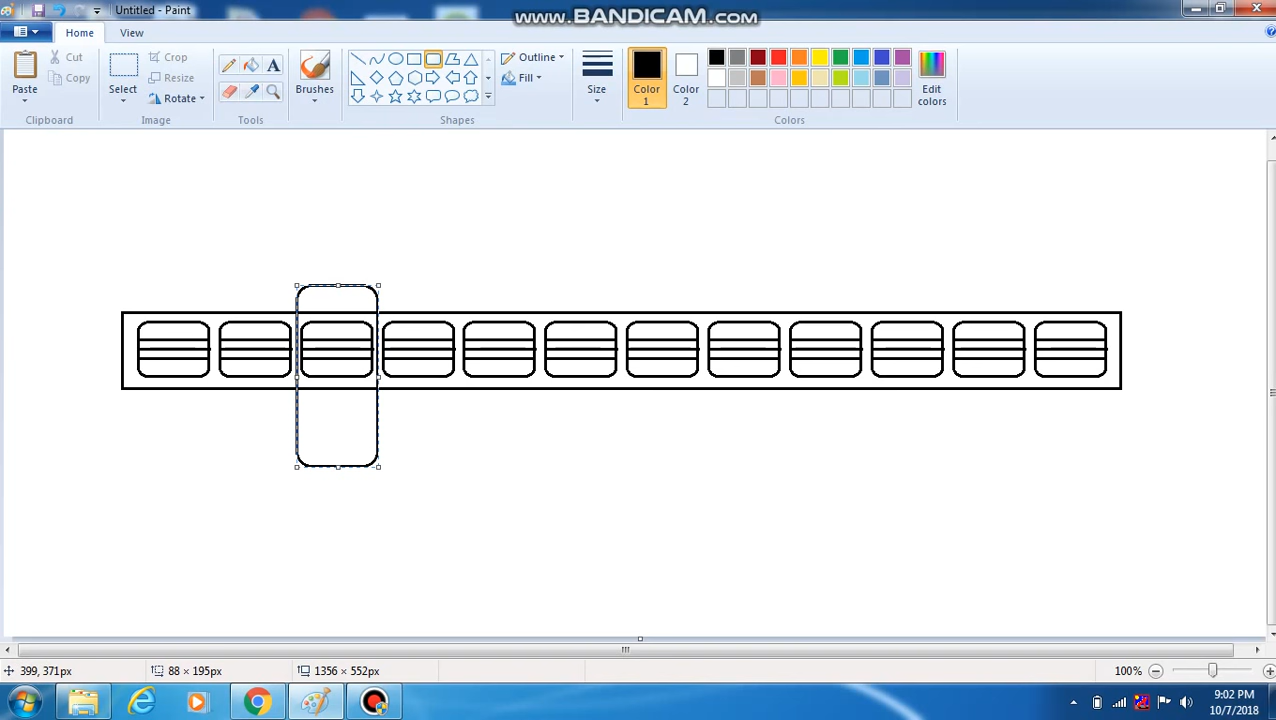 Untitled - Paint
www.BANDICAM.com
Home
View
Paste
Cut
Copy
Clipboard
Select
Crop
Resize
Rotate
Image
A
Tools
Brushes
Shapes
Outline
Fill
Size
Color 1
Color 2
Edit colors
Colors
399, 371px
88 × 195px
1356 × 552px
100%
9:02 PM
10/7/2018